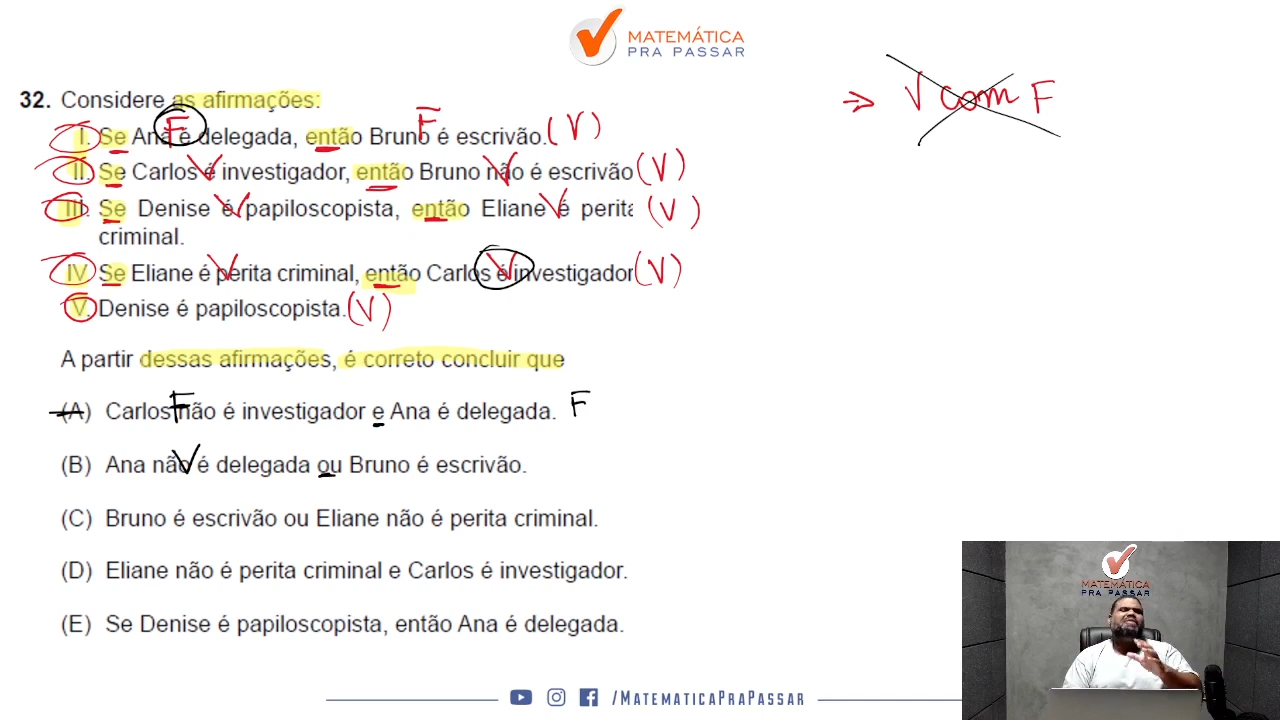 MATEMÁTICA
PRA PASSAR
⇒ V com F
32. Considere as afirmações:
F F
I. Se Ana é delegada, então Bruno é escrivão. (V)
V V
II. Se Carlos é investigador, então Bruno não é escrivão (V)
V V
III. Se Denise é papiloscopista, então Eliane é perita (V)
criminal.
V V
IV. Se Eliane é perita criminal, então Carlos é investigador (V)
V. Denise é papiloscopista. (V)
A partir dessas afirmações, é correto concluir que
F
(A) Carlos não é investigador e Ana é delegada. F
V
(B) Ana não é delegada ou Bruno é escrivão.
(C) Bruno é escrivão ou Eliane não é perita criminal.
(D) Eliane não é perita criminal e Carlos é investigador.
(E) Se Denise é papiloscopista, então Ana é delegada.
MATEMÁTICA
PRA PASSAR
/MATEMATICAPRAPASSAR